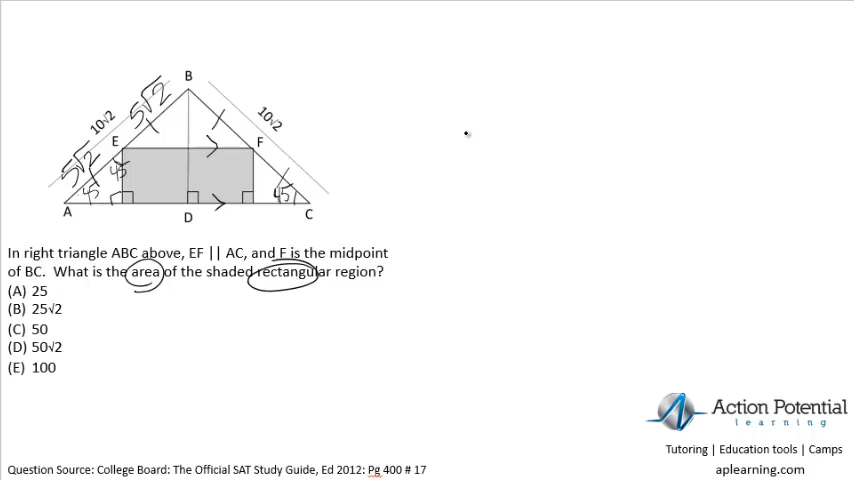 B
10√2
5√2
10√2
5√2
E
F
45
45
45
A
D
C
In right triangle ABC above, EF || AC, and F is the midpoint
of BC. What is the area of the shaded rectangular region?
(A) 25
(B) 25√2
(C) 50
(D) 50√2
(E) 100
Action Potential
learning
Tutoring | Education tools | Camps
Question Source: College Board: The Official SAT Study Guide, Ed 2012: Pg 400 # 17
aplearning.com